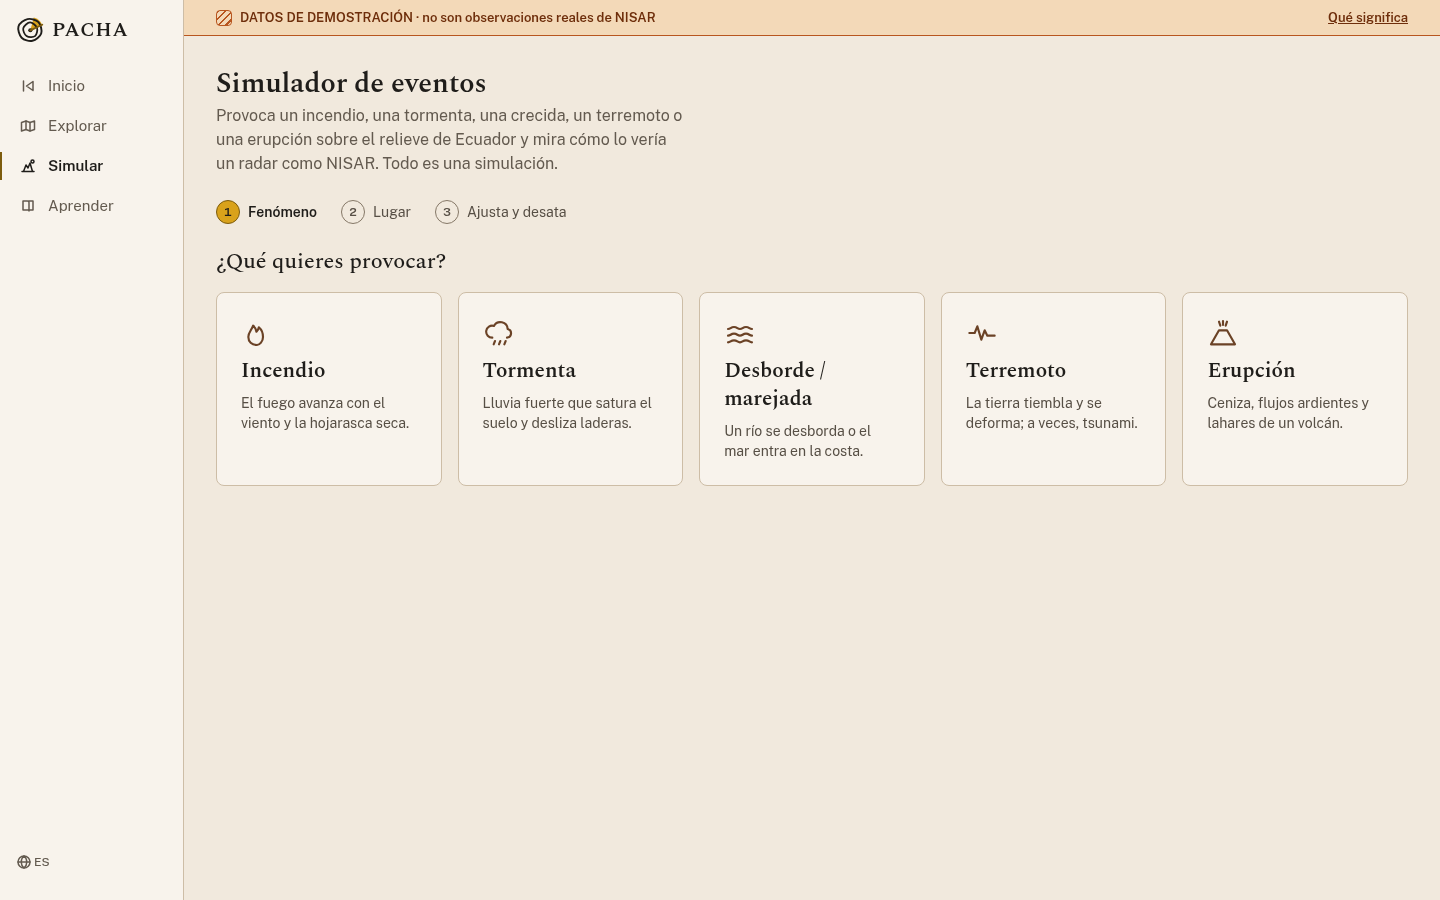 PACHA
Inicio
Explorar
Simular
Aprender
ES
DATOS DE DEMOSTRACIÓN · no son observaciones reales de NISAR
Qué significa
Simulador de eventos
Provoca un incendio, una tormenta, una crecida, un terremoto o
una erupción sobre el relieve de Ecuador y mira cómo lo vería
un radar como NISAR. Todo es una simulación.
1 Fenómeno
2 Lugar
3 Ajusta y desata
¿Qué quieres provocar?
Incendio
El fuego avanza con el
viento y la hojarasca seca.
Tormenta
Lluvia fuerte que satura el
suelo y desliza laderas.
Desborde /
marejada
Un río se desborda o el
mar entra en la costa.
Terremoto
La tierra tiembla y se
deforma; a veces, tsunami.
Erupción
Ceniza, flujos ardientes y
lahares de un volcán.